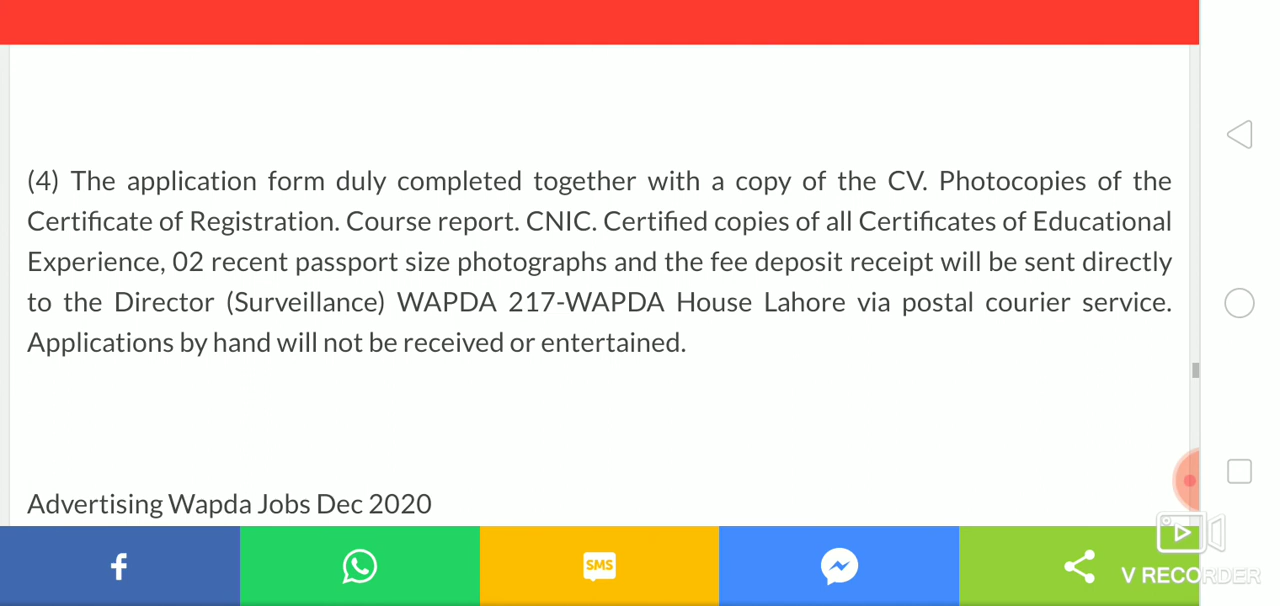 (4) The application form duly completed together with a copy of the CV. Photocopies of the
Certificate of Registration. Course report. CNIC. Certified copies of all Certificates of Educational
Experience, 02 recent passport size photographs and the fee deposit receipt will be sent directly
to the Director (Surveillance) WAPDA 217-WAPDA House Lahore via postal courier service.
Applications by hand will not be received or entertained.
Advertising Wapda Jobs Dec 2020
f
SMS
V RECORDER